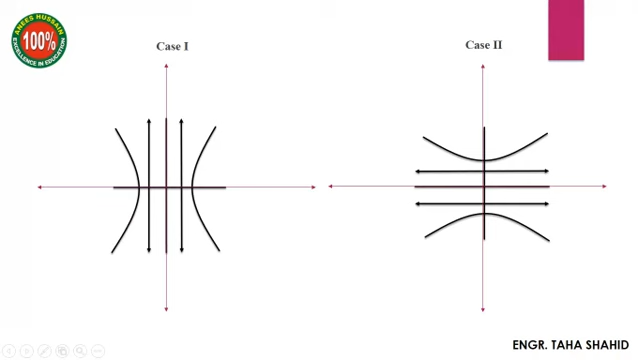 ANEES HUSSAIN
100%
EXCELLENCE IN EDUCATION
Case I
Case II
ENGR. TAHA SHAHID